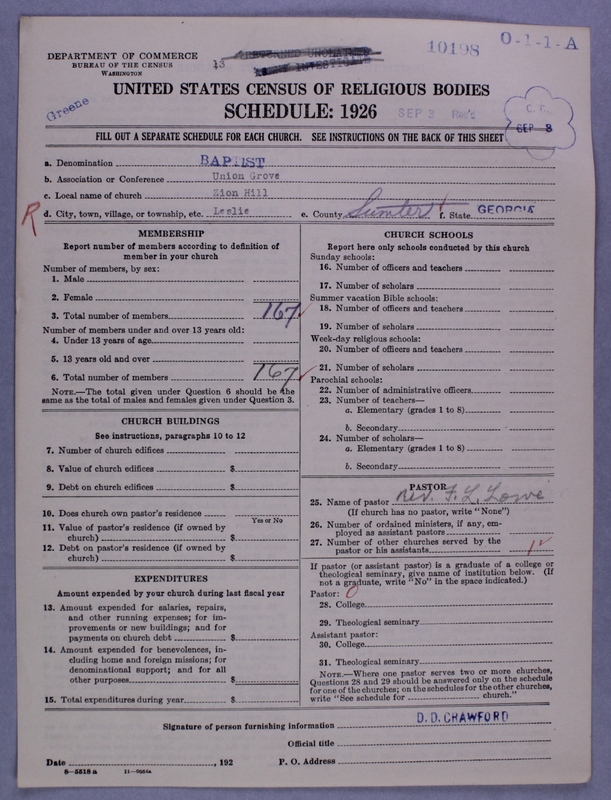 DEPARTMENT OF COMMERCE
BUREAU OF THE CENSUS
WASHINGTON
13
10198
O-1-1-A
UNITED STATES CENSUS OF RELIGIOUS BODIES
Greene
SCHEDULE: 1926
SEP 3 Rec's
C. C.
SEP 8
FILL OUT A SEPARATE SCHEDULE FOR EACH CHURCH. SEE INSTRUCTIONS ON THE BACK OF THIS SHEET
a. Denomination BAPTIST
b. Association or Conference Union Grove
c. Local name of church Zion Hill
R d. City, town, village, or township, etc. Leslie e. County Sumter f. State GEORGIA
MEMBERSHIP
Report number of members according to definition of
member in your church
Number of members, by sex:
1. Male
2. Female
3. Total number of members 167
Number of members under and over 13 years old:
4. Under 13 years of age
5. 13 years old and over
6. Total number of members 167
NOTE.—The total given under Question 6 should be the
same as the total of males and females given under Question 3.
CHURCH BUILDINGS
See instructions, paragraphs 10 to 12
7. Number of church edifices
8. Value of church edifices $
9. Debt on church edifices $
10. Does church own pastor's residence
Yes or No
11. Value of pastor's residence (if owned by
church) $
12. Debt on pastor's residence (if owned by
church) $
EXPENDITURES
Amount expended by your church during last fiscal year
13. Amount expended for salaries, repairs,
and other running expenses; for im-
provements or new buildings; and for
payments on church debt $
14. Amount expended for benevolences, in-
cluding home and foreign missions; for
denominational support; and for all
other purposes $
15. Total expenditures during year $
CHURCH SCHOOLS
Report here only schools conducted by this church
Sunday schools:
16. Number of officers and teachers
17. Number of scholars
Summer vacation Bible schools:
18. Number of officers and teachers
19. Number of scholars
Week-day religious schools:
20. Number of officers and teachers
21. Number of scholars
Parochial schools:
22. Number of administrative officers
23. Number of teachers—
a. Elementary (grades 1 to 8)
b. Secondary
24. Number of scholars—
a. Elementary (grades 1 to 8)
b. Secondary
PASTOR
25. Name of pastor Rev. F. L. Lowe
(If church has no pastor, write "None")
26. Number of ordained ministers, if any, em-
ployed as assistant pastors
27. Number of other churches served by the
pastor or his assistants 1
If pastor (or assistant pastor) is a graduate of a college or
theological seminary, give name of institution below. (If
not a graduate, write "No" in the space indicated.)
Pastor: 0
28. College
29. Theological seminary
Assistant pastor:
30. College
31. Theological seminary
NOTE.—Where one pastor serves two or more churches,
Questions 28 and 29 should be answered only on the schedule
for one of the churches; on the schedules for the other churches,
write "See schedule for church."
Signature of person furnishing information D. D. CRAWFORD
Official title
Date , 192 P. O. Address
8—5518 a 11—9664a